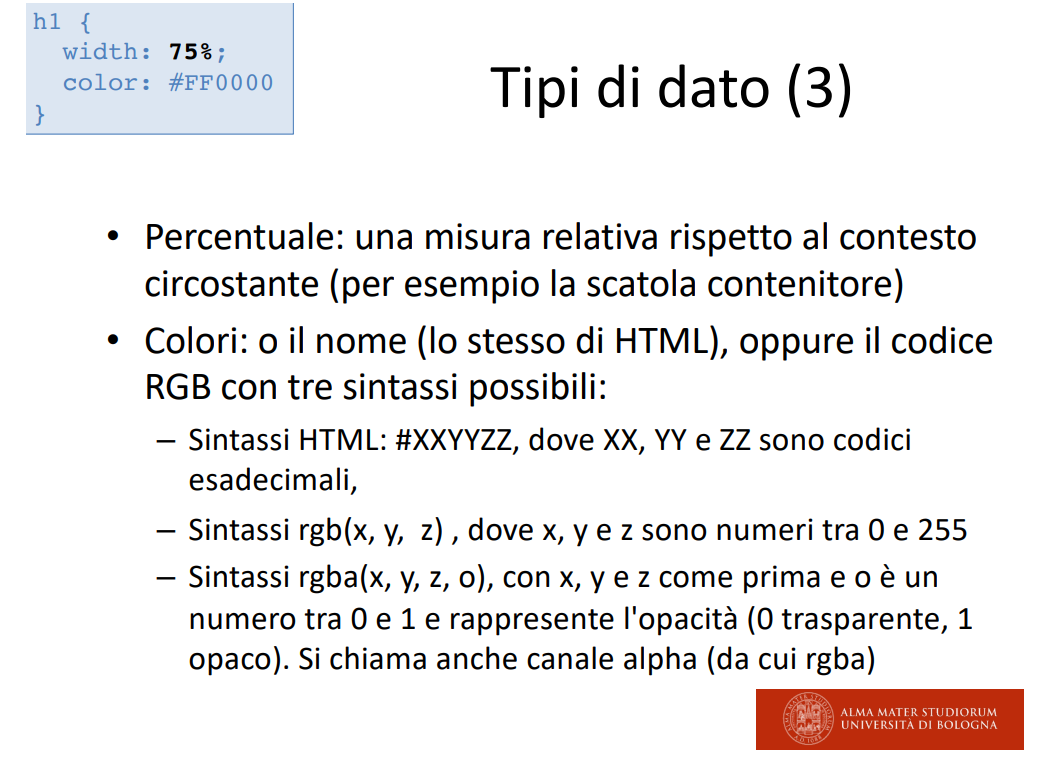 h1 {
width: 75%;
color: #FF0000
}
Tipi di dato (3)
• Percentuale: una misura relativa rispetto al contesto
circostante (per esempio la scatola contenitore)
• Colori: o il nome (lo stesso di HTML), oppure il codice
RGB con tre sintassi possibili:
– Sintassi HTML: #XXYYZZ, dove XX, YY e ZZ sono codici
esadecimali,
– Sintassi rgb(x, y,  z) , dove x, y e z sono numeri tra 0 e 255
– Sintassi rgba(x, y, z, o), con x, y e z come prima e o è un
numero tra 0 e 1 e rappresente l'opacità (0 trasparente, 1
opaco). Si chiama anche canale alpha (da cui rgba)
ALMA MATER STUDIORUM
UNIVERSITÀ DI BOLOGNA